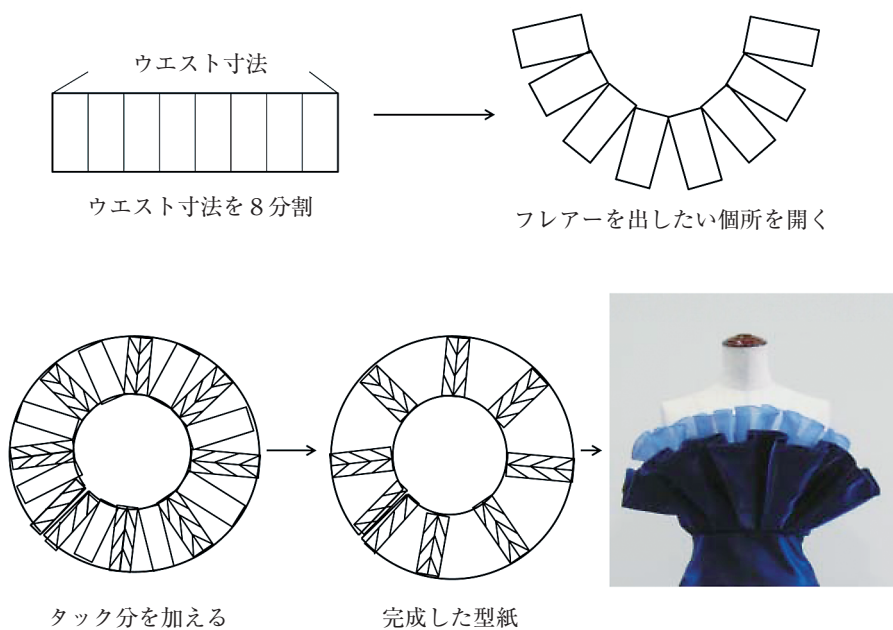 ウエスト寸法
ウエスト寸法を８分割
フレアーを出したい個所を開く
タック分を加える
完成した型紙